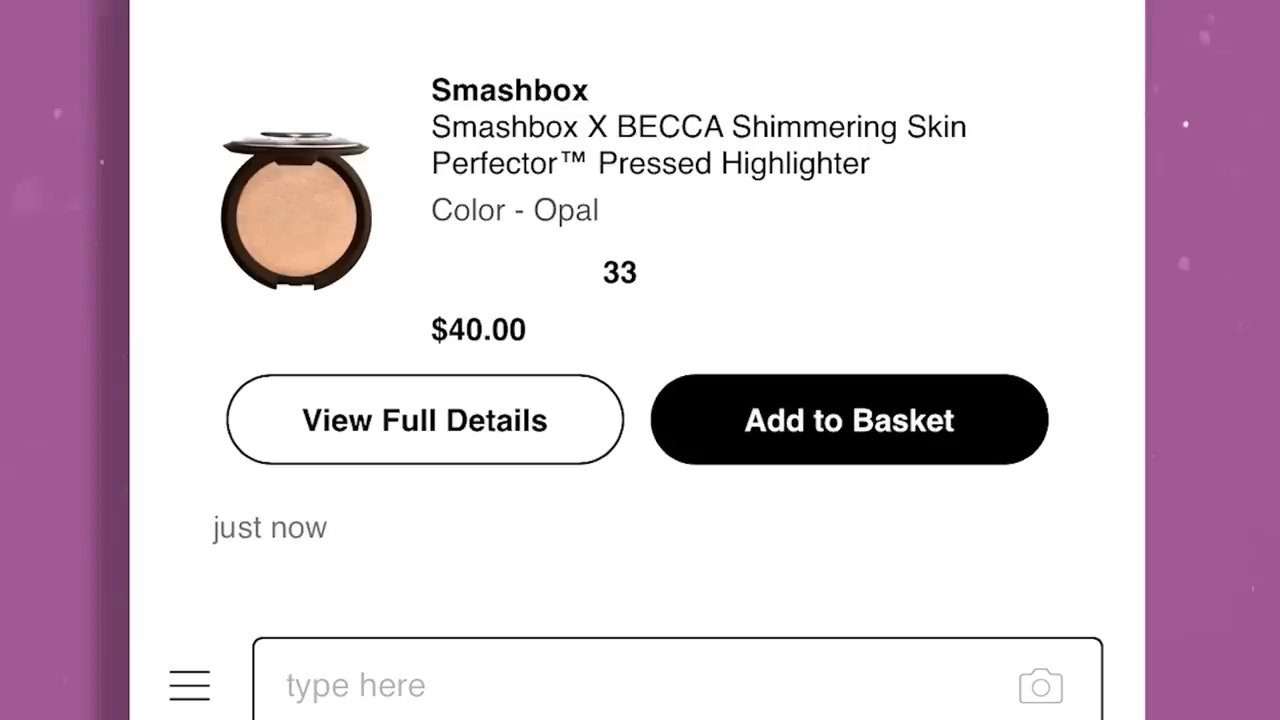 Smashbox
Smashbox X BECCA Shimmering Skin
Perfector™ Pressed Highlighter
Color - Opal
33
$40.00
View Full Details
Add to Basket
just now
type here